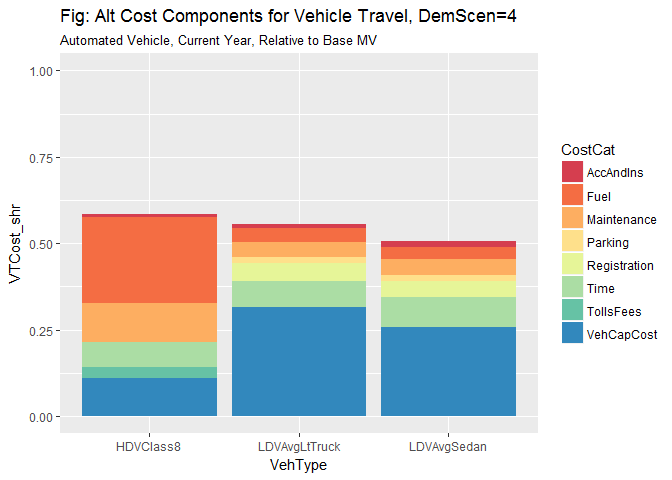 Fig: Alt Cost Components for Vehicle Travel, DemScen=4
Automated Vehicle, Current Year, Relative to Base MV
1.00
0.75
0.50
0.25
0.00
VTCost_shr
HDVClass8
LDVAvgLtTruck
LDVAvgSedan
VehType
CostCat
AccAndIns
Fuel
Maintenance
Parking
Registration
Time
TollsFees
VehCapCost